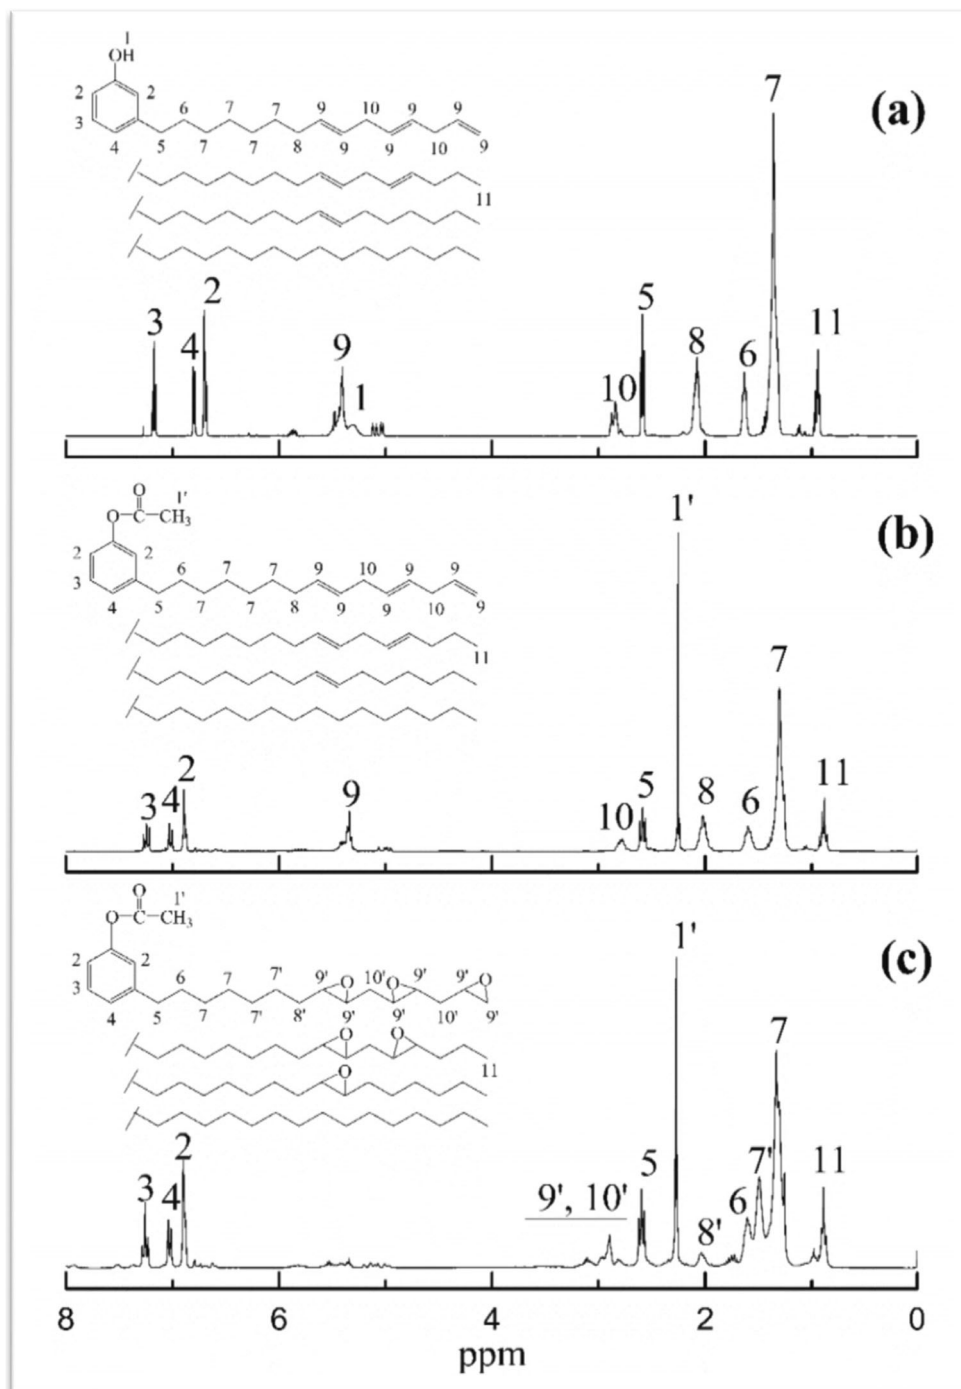 1
OH
2 2
3
4
5 6 7 7 7 7 8 9 9 10 9 9 10 9 9
11
(a)
3 4 2 9 1 10 5 8 6 7 11
O
1'
O C CH3
2 2
3
4
5 6 7 7 7 7 8 9 9 10 9 9 10 9 9
11
(b)
3 4 2 9 10 5 1' 8 6 7 11
O
1'
O C CH3
2 2
3
4
5 6 7 7 7' 7' 8' 9' O 9' 10' O 9' 9' 10' 9' O 9'
O O
11
O
(c)
3 4 2 9', 10' 5 1' 8' 6 7' 7 11
8 6 4 2 0
ppm